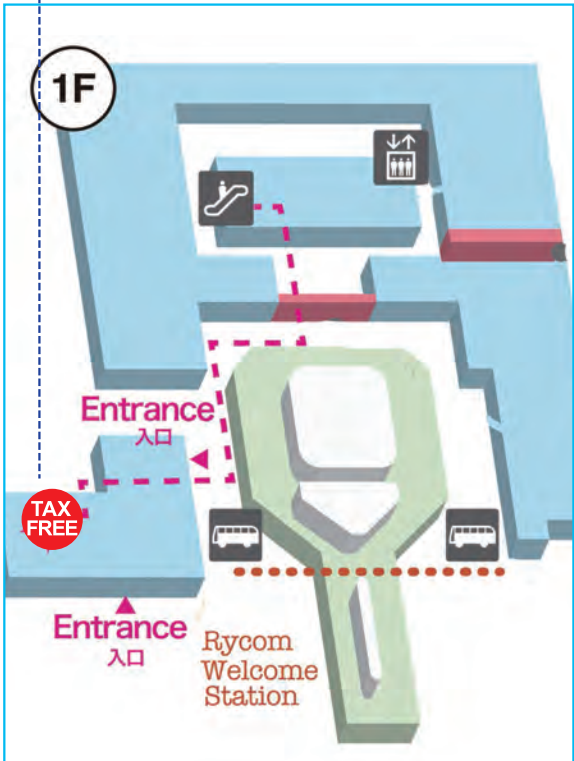 1F
Entrance
入口
TAX
FREE
Entrance
入口
Rycom
Welcome
Station